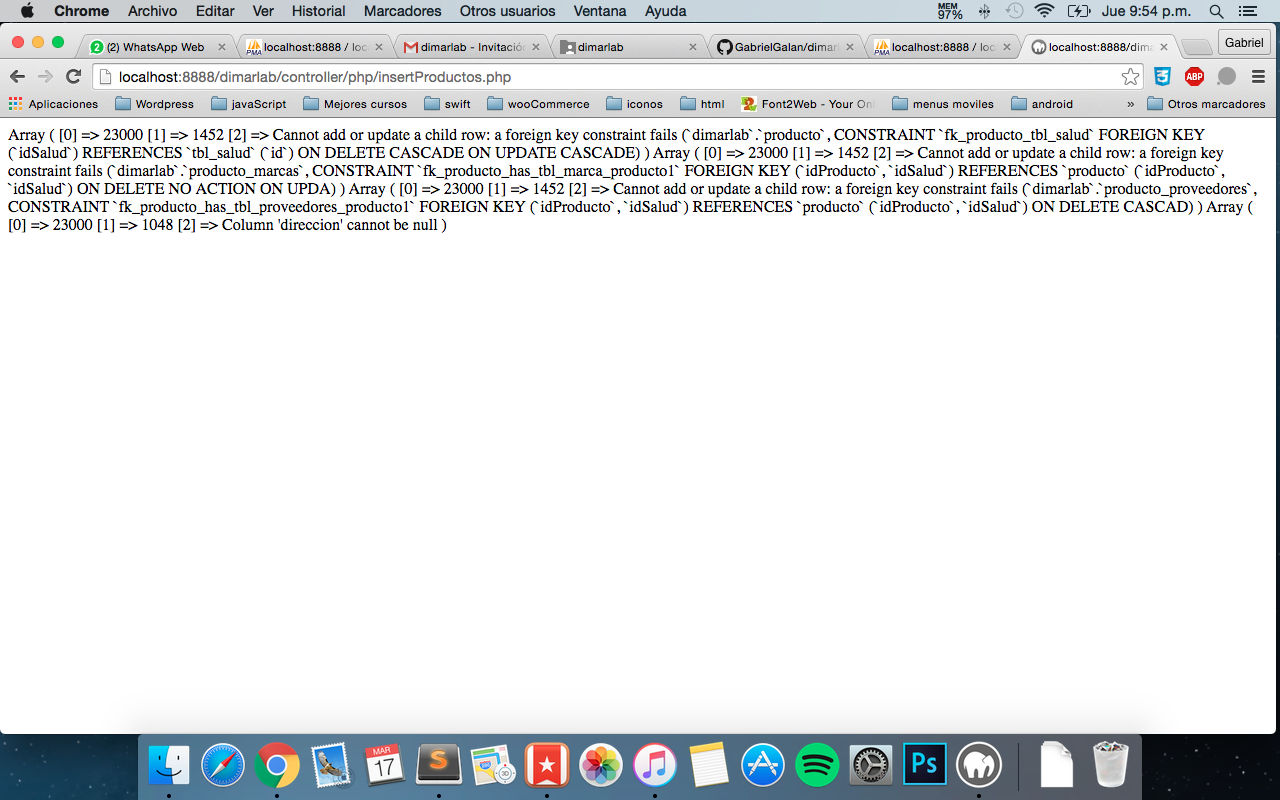 Chrome Archivo Editar Ver Historial Marcadores Otros usuarios Ventana Ayuda MEM 97% Jue 9:54 p.m.
2 (2) WhatsApp Web PMA localhost:8888 / loc dimarlab - Invitació dimarlab GabrielGalan/dimar PMA localhost:8888 / loc localhost:8888/dima Gabriel
localhost:8888/dimarlab/controller/php/insertProductos.php ABP
Aplicaciones Wordpress javaScript Mejores cursos swift wooCommerce iconos html Font2Web - Your Onl menus moviles android » Otros marcadores
Array ( [0] => 23000 [1] => 1452 [2] => Cannot add or update a child row: a foreign key constraint fails (`dimarlab`.`producto`, CONSTRAINT `fk_producto_tbl_salud` FOREIGN KEY
(`idSalud`) REFERENCES `tbl_salud` (`id`) ON DELETE CASCADE ON UPDATE CASCADE) ) Array ( [0] => 23000 [1] => 1452 [2] => Cannot add or update a child row: a foreign key
constraint fails (`dimarlab`.`producto_marcas`, CONSTRAINT `fk_producto_has_tbl_marca_producto1` FOREIGN KEY (`idProducto`, `idSalud`) REFERENCES `producto` (`idProducto`,
`idSalud`) ON DELETE NO ACTION ON UPDA) ) Array ( [0] => 23000 [1] => 1452 [2] => Cannot add or update a child row: a foreign key constraint fails (`dimarlab`.`producto_proveedores`,
CONSTRAINT `fk_producto_has_tbl_proveedores_producto1` FOREIGN KEY (`idProducto`, `idSalud`) REFERENCES `producto` (`idProducto`, `idSalud`) ON DELETE CASCAD) ) Array (
[0] => 23000 [1] => 1048 [2] => Column 'direccion' cannot be null )
MAR
17
3D
Ps